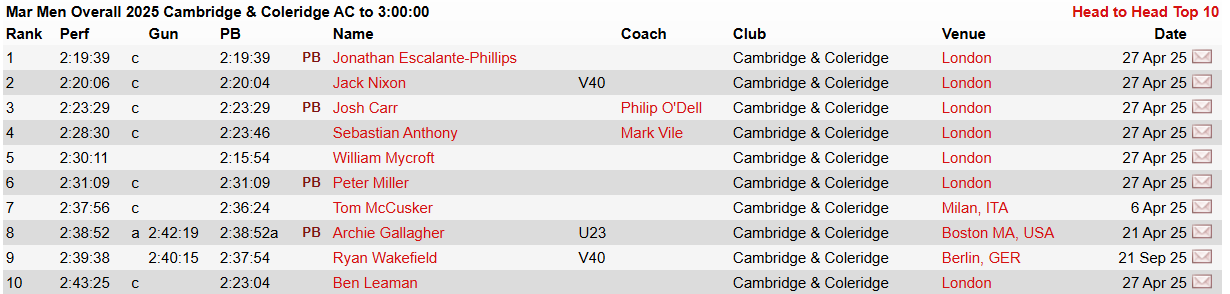 Mar Men Overall 2025 Cambridge & Coleridge AC to 3:00:00 Head to Head Top 10
Rank Perf Gun PB Name Coach Club Venue Date
1 2:19:39 c 2:19:39 PB Jonathan Escalante-Phillips Cambridge & Coleridge London 27 Apr 25
2 2:20:06 c 2:20:04 Jack Nixon V40 Cambridge & Coleridge London 27 Apr 25
3 2:23:29 c 2:23:29 PB Josh Carr Philip O'Dell Cambridge & Coleridge London 27 Apr 25
4 2:28:30 c 2:23:46 Sebastian Anthony Mark Vile Cambridge & Coleridge London 27 Apr 25
5 2:30:11 2:15:54 William Mycroft Cambridge & Coleridge London 27 Apr 25
6 2:31:09 c 2:31:09 PB Peter Miller Cambridge & Coleridge London 27 Apr 25
7 2:37:56 c 2:36:24 Tom McCusker Cambridge & Coleridge Milan, ITA 6 Apr 25
8 2:38:52 a 2:42:19 2:38:52a PB Archie Gallagher U23 Cambridge & Coleridge Boston MA, USA 21 Apr 25
9 2:39:38 2:40:15 2:37:54 Ryan Wakefield V40 Cambridge & Coleridge Berlin, GER 21 Sep 25
10 2:43:25 c 2:23:04 Ben Leaman Cambridge & Coleridge London 27 Apr 25